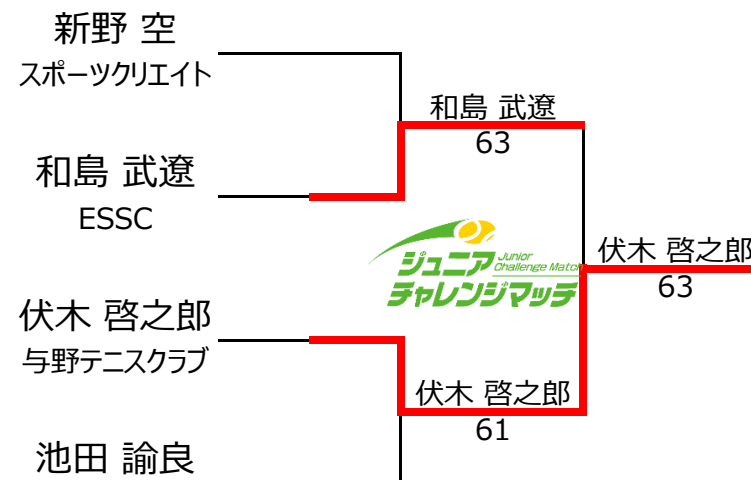 新野 空
スポーツクリエイト
和島 武遼
63
和島 武遼
ESSC
ジュニア Junior Challenge Match
チャレンジマッチ
伏木 啓之郎
63
伏木 啓之郎
与野テニスクラブ
伏木 啓之郎
61
池田 諭良